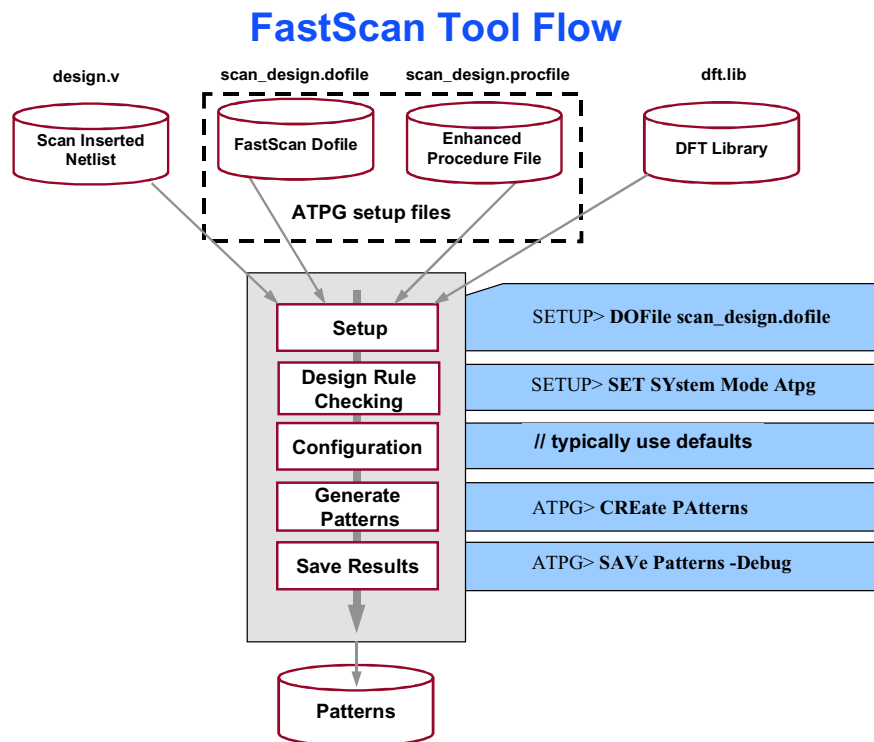 FastScan Tool Flow
design.v
scan_design.dofile
scan_design.procfile
dft.lib
Scan Inserted
Netlist
FastScan Dofile
Enhanced
Procedure File
DFT Library
ATPG setup files
Setup
SETUP> DOFile scan_design.dofile
Design Rule
Checking
SETUP> SET SYstem Mode Atpg
Configuration
// typically use defaults
Generate
Patterns
ATPG> CREate PAtterns
Save Results
ATPG> SAVe Patterns -Debug
Patterns